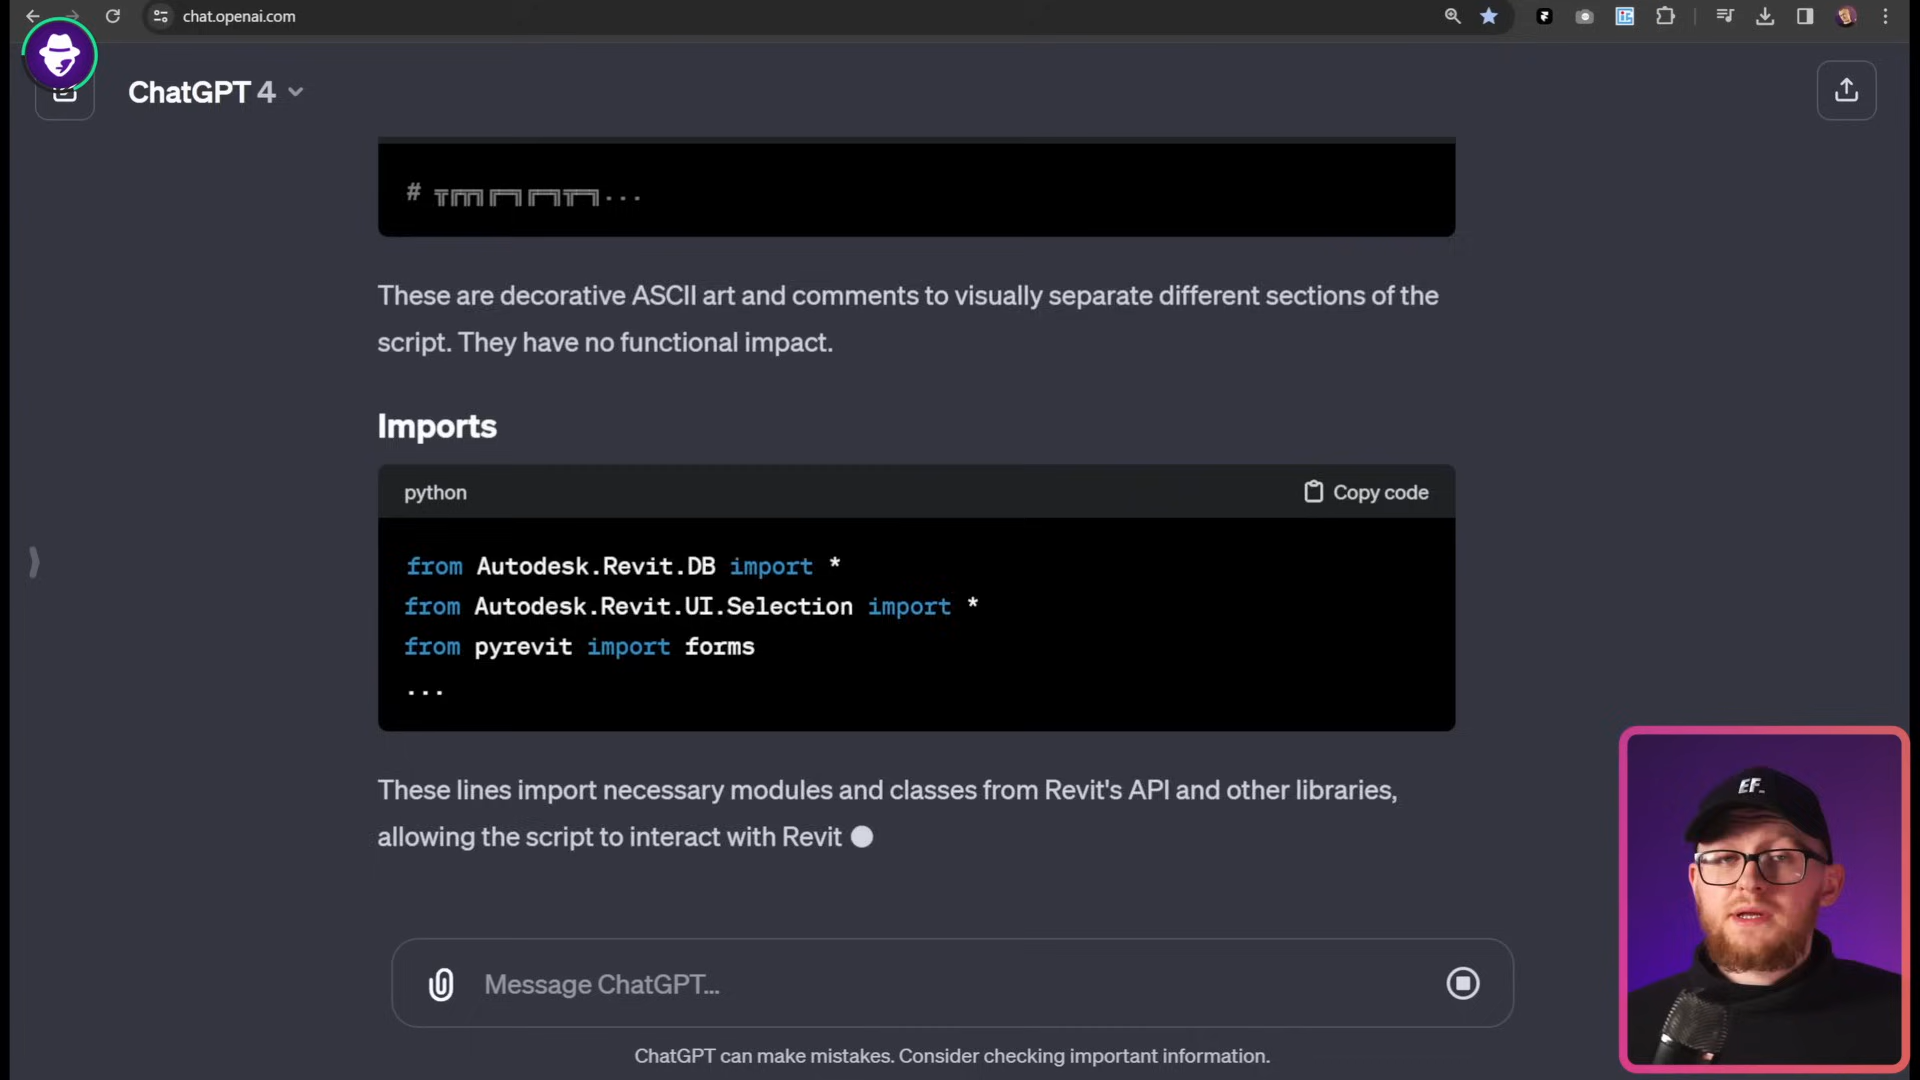 chat.openai.com
ChatGPT 4
# ╦╔╦╗╔═╗╔═╗╦═╗...
These are decorative ASCII art and comments to visually separate different sections of the
script. They have no functional impact.
Imports
python
Copy code
from Autodesk.Revit.DB import *
from Autodesk.Revit.UI.Selection import *
from pyrevit import forms
...
These lines import necessary modules and classes from Revit's API and other libraries,
allowing the script to interact with Revit
EF_
Message ChatGPT...
ChatGPT can make mistakes. Consider checking important information.